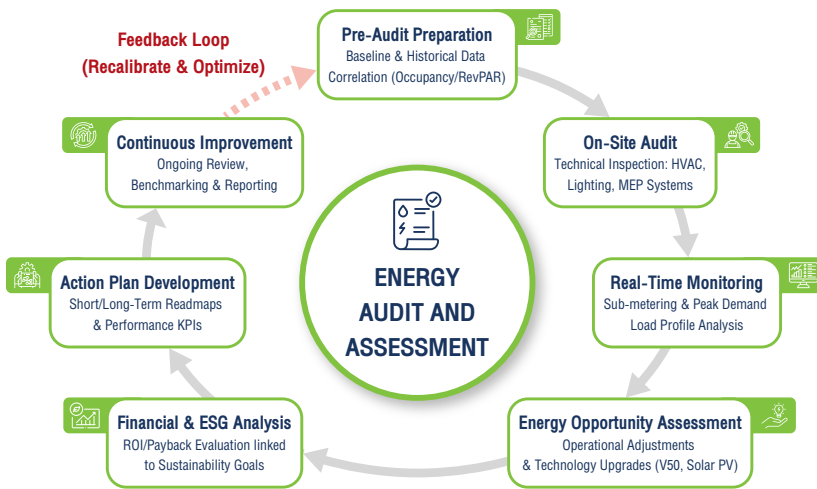 Feedback Loop
(Recalibrate & Optimize)
Pre-Audit Preparation
Baseline & Historical Data
Correlation (Occupancy/RevPAR)
On-Site Audit
Technical Inspection: HVAC,
Lighting, MEP Systems
Real-Time Monitoring
Sub-metering & Peak Demand
Load Profile Analysis
Energy Opportunity Assessment
Operational Adjustments
& Technology Upgrades (V50, Solar PV)
Financial & ESG Analysis
ROI/Payback Evaluation linked
to Sustainability Goals
Action Plan Development
Short/Long-Term Roadmaps
& Performance KPIs
Continuous Improvement
Ongoing Review,
Benchmarking & Reporting
ENERGY
AUDIT AND
ASSESSMENT